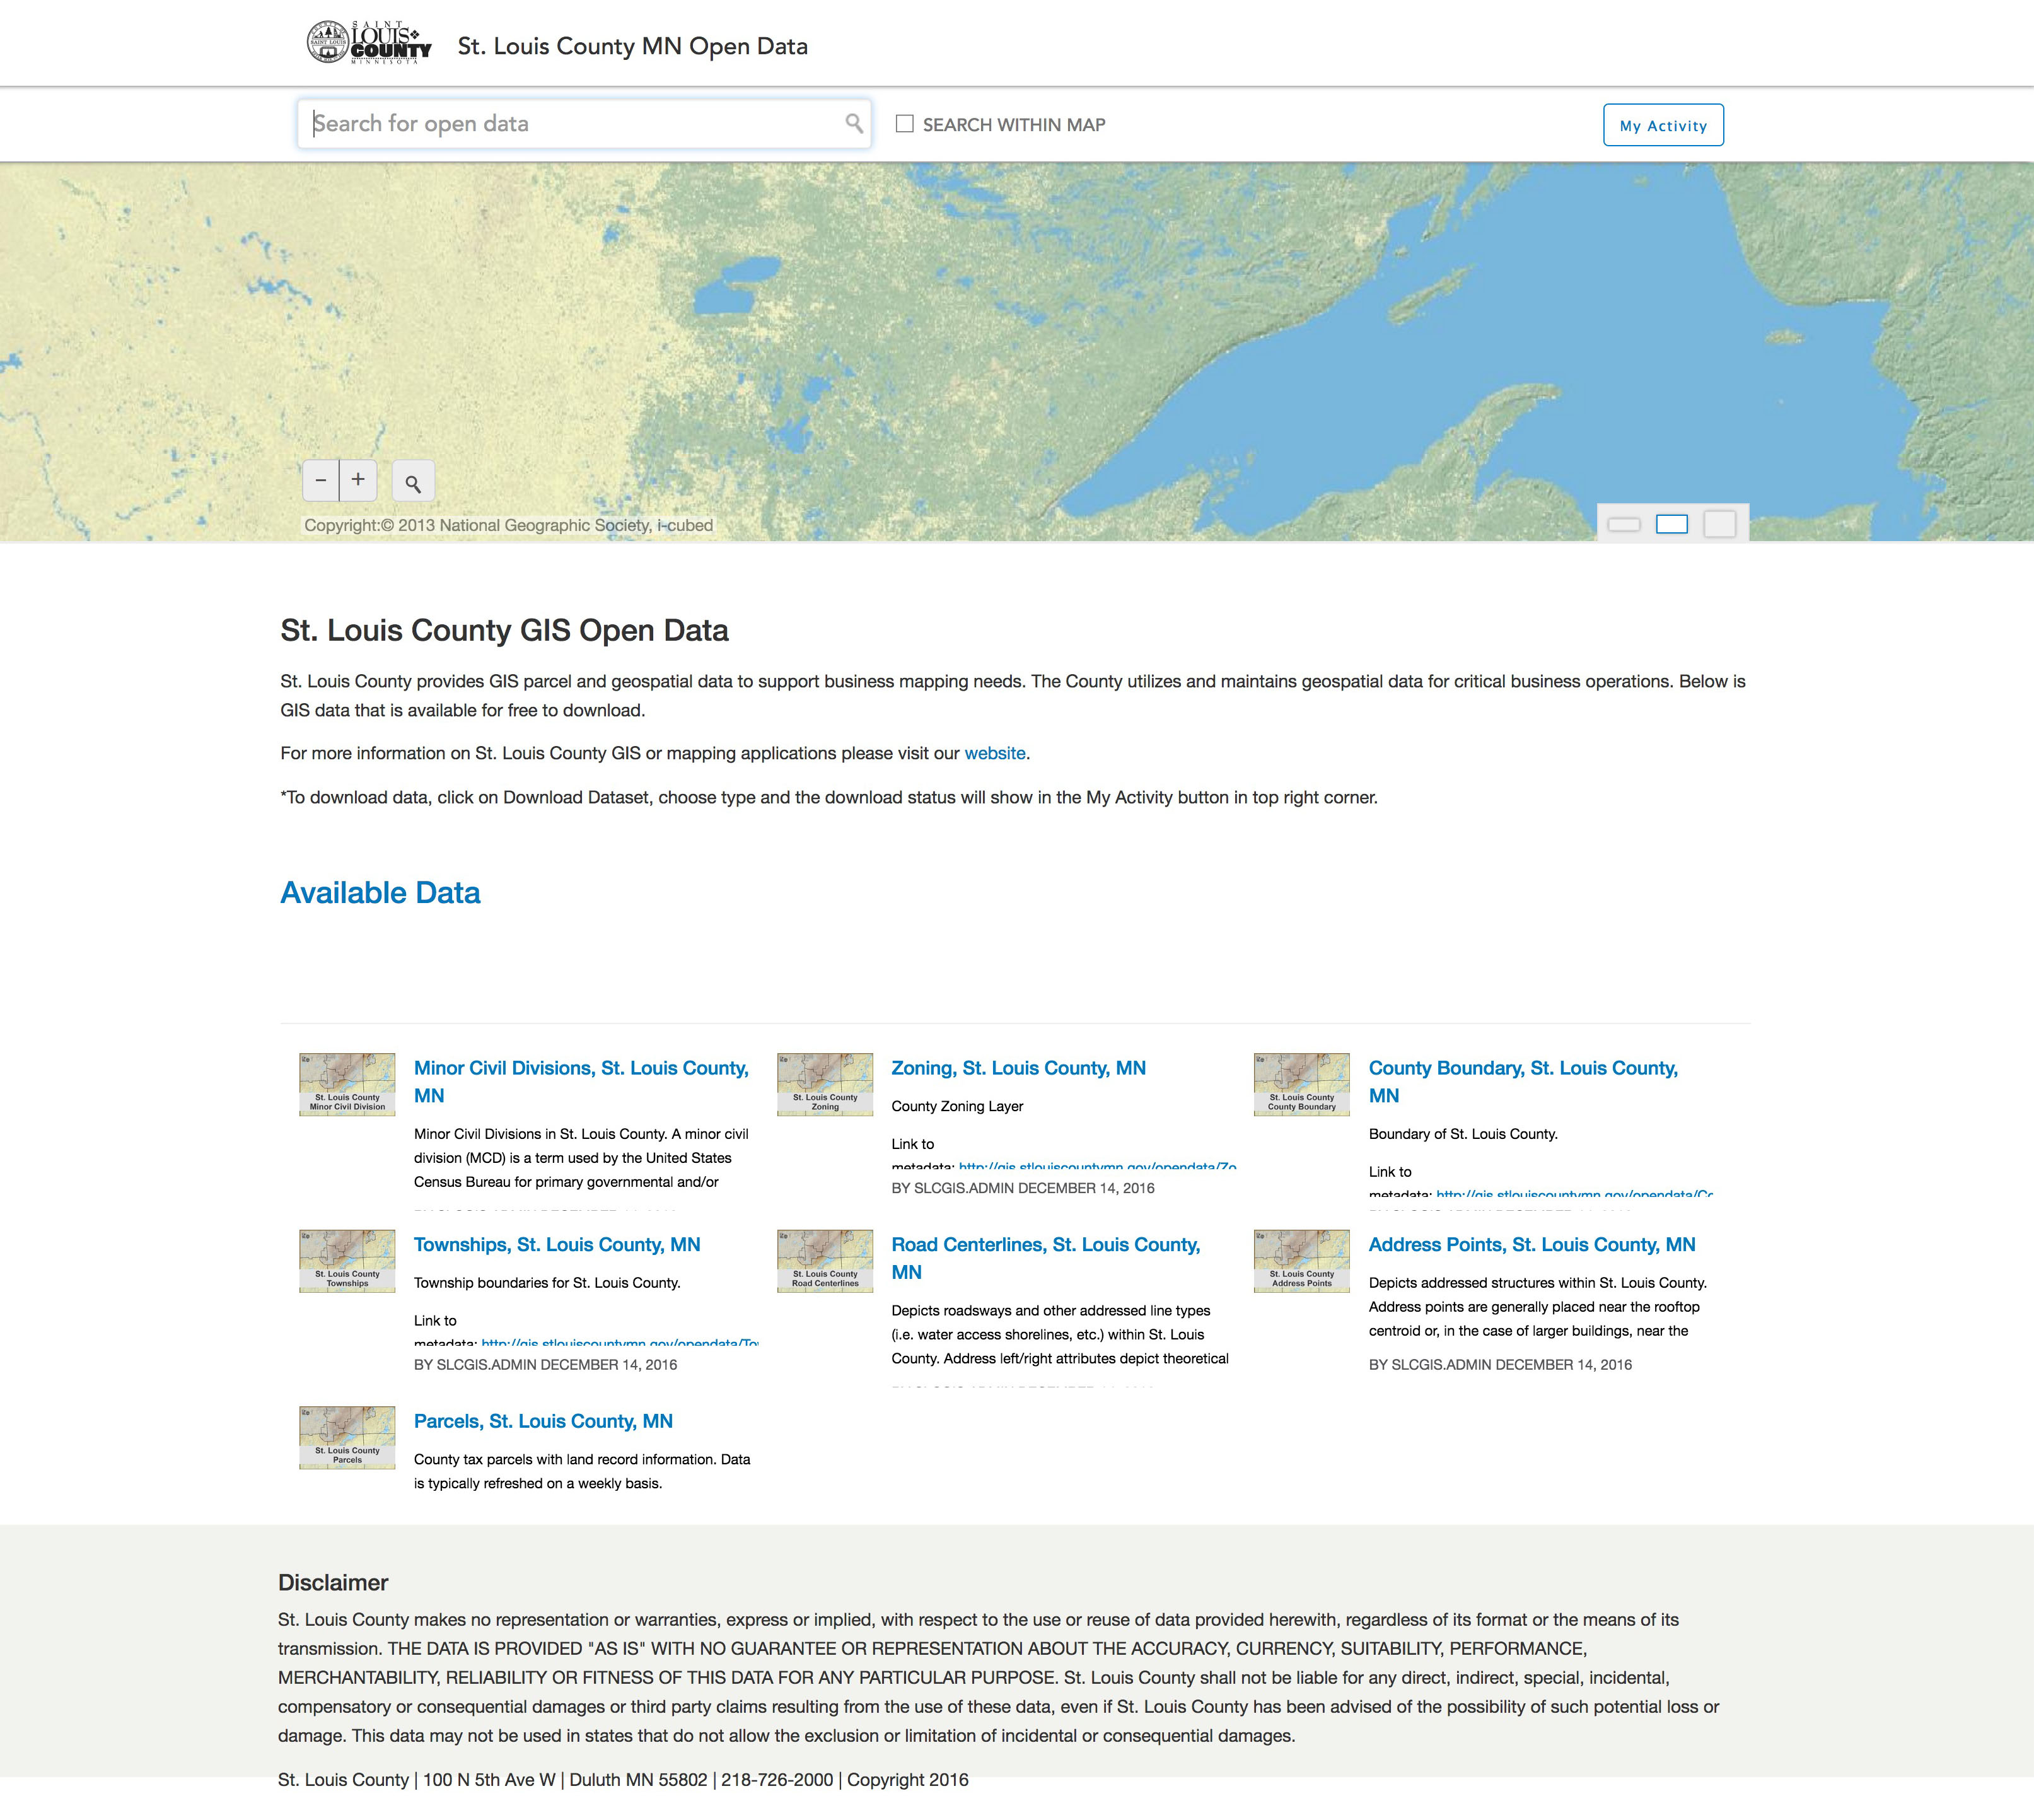 SAINT
LOUIS
COUNTY
MINNESOTA
St. Louis County MN Open Data
Search for open data
SEARCH WITHIN MAP
My Activity
− +
Copyright:© 2013 National Geographic Society, i-cubed
St. Louis County GIS Open Data
St. Louis County provides GIS parcel and geospatial data to support business mapping needs. The County utilizes and maintains geospatial data for critical business operations. Below is
GIS data that is available for free to download.
For more information on St. Louis County GIS or mapping applications please visit our website.
*To download data, click on Download Dataset, choose type and the download status will show in the My Activity button in top right corner.
Available Data
St. Louis County
Minor Civil Division
Minor Civil Divisions, St. Louis County,
MN
Minor Civil Divisions in St. Louis County. A minor civil
division (MCD) is a term used by the United States
Census Bureau for primary governmental and/or
St. Louis County
Zoning
Zoning, St. Louis County, MN
County Zoning Layer
Link to
metadata: http://gis.stlouiscountymn.gov/opendata/Zo
BY SLCGIS.ADMIN DECEMBER 14, 2016
St. Louis County
County Boundary
County Boundary, St. Louis County,
MN
Boundary of St. Louis County.
Link to
metadata: http://gis.stlouiscountymn.gov/opendata/Cc
St. Louis County
Townships
Townships, St. Louis County, MN
Township boundaries for St. Louis County.
Link to
metadata: http://gis.stlouiscountymn.gov/opendata/To
BY SLCGIS.ADMIN DECEMBER 14, 2016
St. Louis County
Road Centerlines
Road Centerlines, St. Louis County,
MN
Depicts roadsways and other addressed line types
(i.e. water access shorelines, etc.) within St. Louis
County. Address left/right attributes depict theoretical
St. Louis County
Address Points
Address Points, St. Louis County, MN
Depicts addressed structures within St. Louis County.
Address points are generally placed near the rooftop
centroid or, in the case of larger buildings, near the
BY SLCGIS.ADMIN DECEMBER 14, 2016
St. Louis County
Parcels
Parcels, St. Louis County, MN
County tax parcels with land record information. Data
is typically refreshed on a weekly basis.
Disclaimer
St. Louis County makes no representation or warranties, express or implied, with respect to the use or reuse of data provided herewith, regardless of its format or the means of its
transmission. THE DATA IS PROVIDED "AS IS" WITH NO GUARANTEE OR REPRESENTATION ABOUT THE ACCURACY, CURRENCY, SUITABILITY, PERFORMANCE,
MERCHANTABILITY, RELIABILITY OR FITNESS OF THIS DATA FOR ANY PARTICULAR PURPOSE. St. Louis County shall not be liable for any direct, indirect, special, incidental,
compensatory or consequential damages or third party claims resulting from the use of these data, even if St. Louis County has been advised of the possibility of such potential loss or
damage. This data may not be used in states that do not allow the exclusion or limitation of incidental or consequential damages.
St. Louis County | 100 N 5th Ave W | Duluth MN 55802 | 218-726-2000 | Copyright 2016